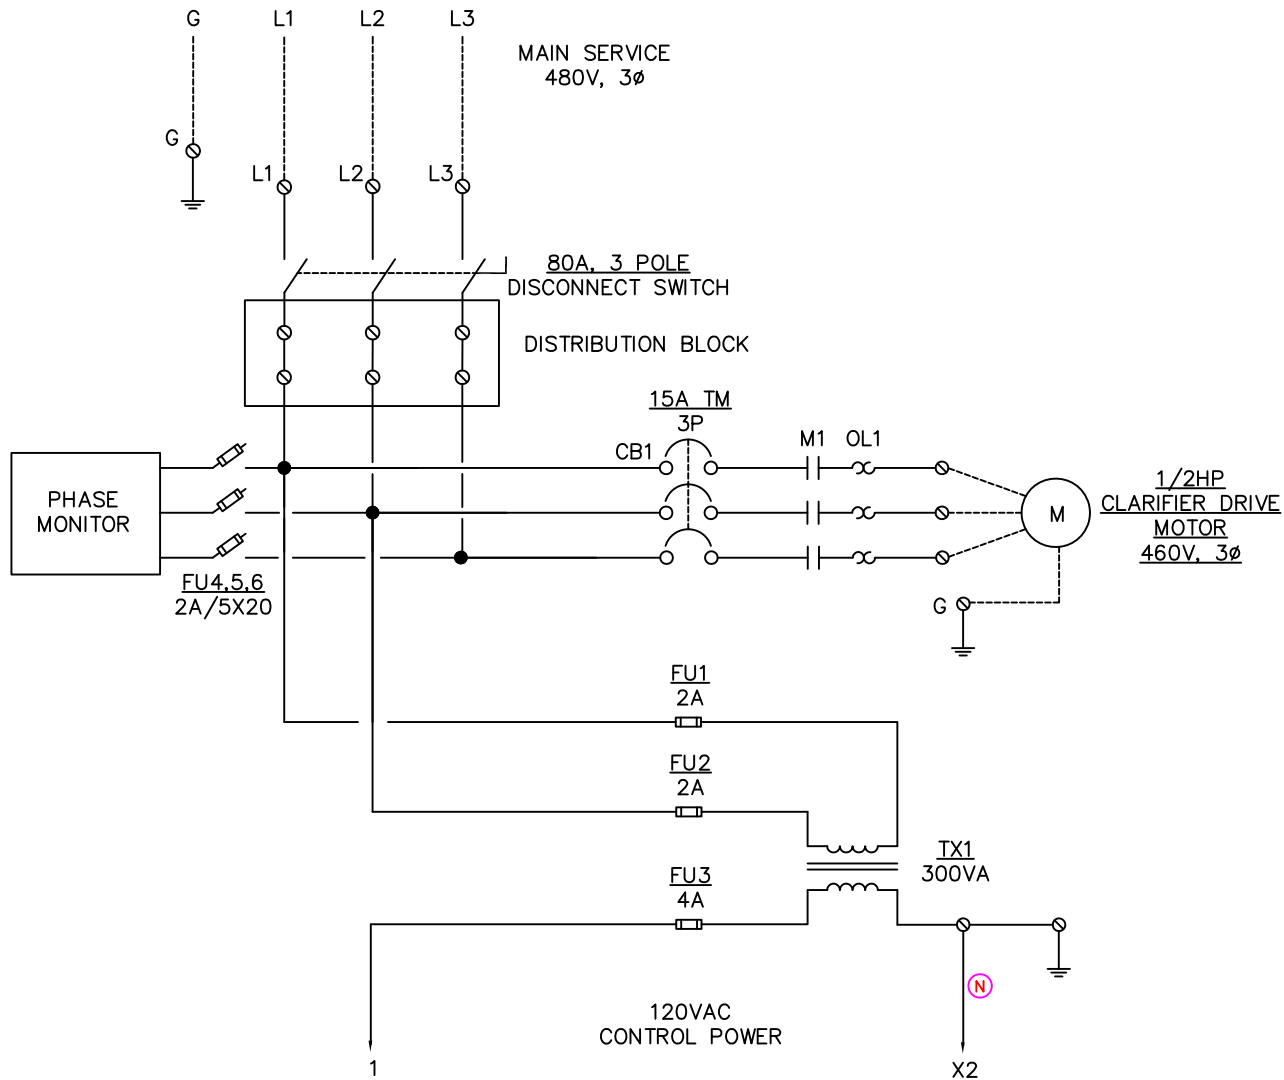 G L1 L2 L3
MAIN SERVICE
480V, 3ø
G
L1 L2 L3
80A, 3 POLE
DISCONNECT SWITCH
DISTRIBUTION BLOCK
15A TM
3P
CB1 M1 OL1
PHASE
MONITOR
FU4,5,6
2A/5X20
M
1/2HP
CLARIFIER DRIVE
MOTOR
460V, 3ø
G
FU1
2A
FU2
2A
TX1
300VA
FU3
4A
N
120VAC
CONTROL POWER
1
X2